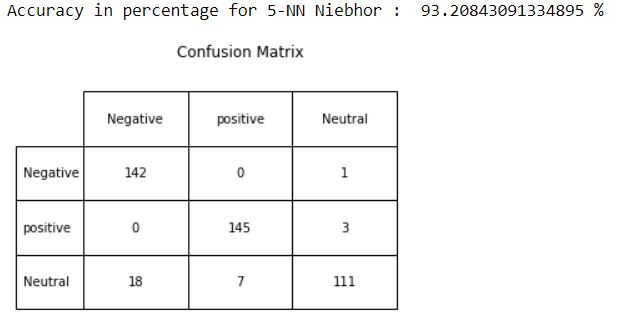 Accuracy in percentage for 5-NN Niebhor : 93.20843091334895 %
Confusion Matrix
Negative positive Neutral
Negative 142 0 1
positive 0 145 3
Neutral 18 7 111